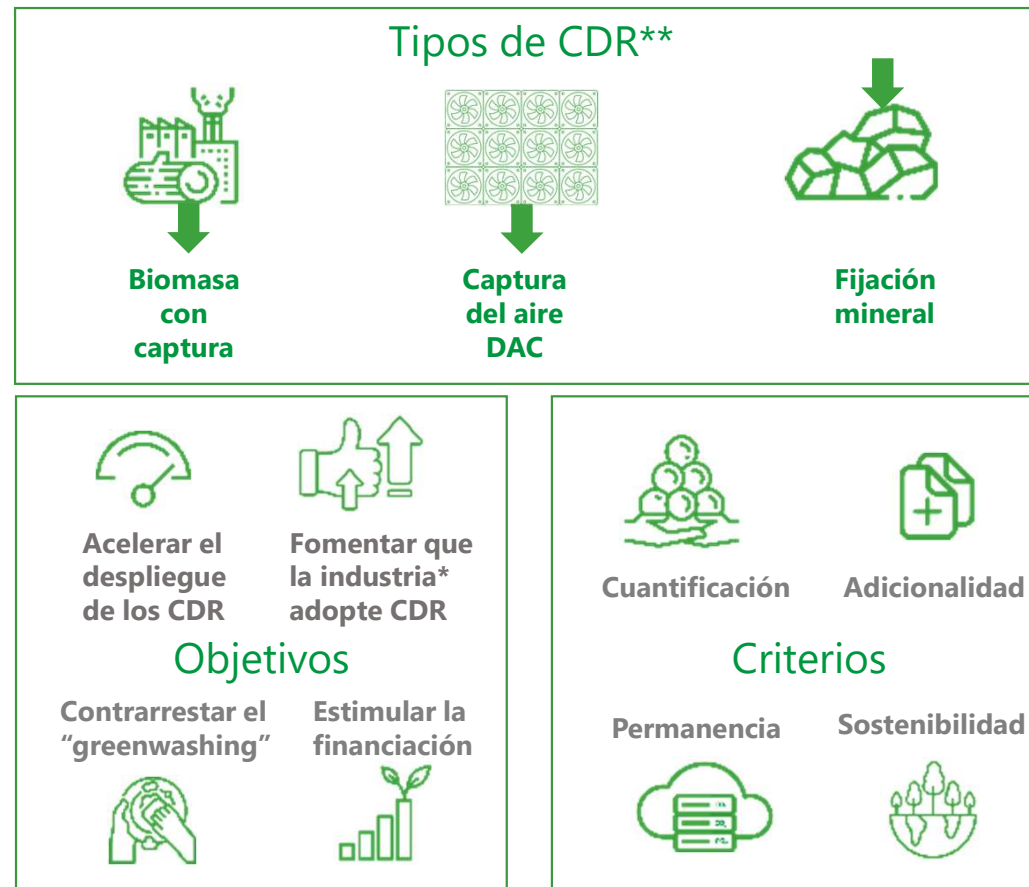 Tipos de CDR**
Biomasa
con
captura
Captura
del aire
DAC
Fijación
mineral
Acelerar el
despliegue
de los CDR
Fomentar que
la industria*
adopte CDR
Objetivos
Contrarrestar el
“greenwashing”
Estimular la
financiación
Cuantificación
Adicionalidad
Criterios
Permanencia
Sostenibilidad